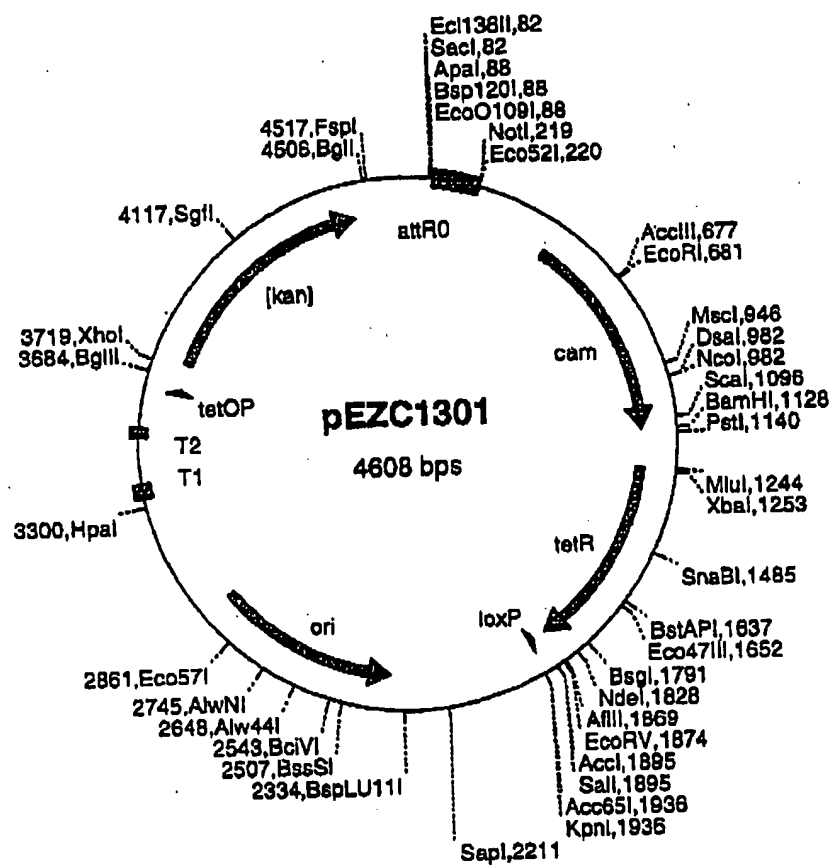 Ecl136II,82
SacI,82
ApaI,88
Bsp120I,88
EcoO109I,88
NotI,219
Eco52I,220
4517,FspI
4506,BglI
4117,SgfI
attR0
AccIII,677
EcoRI,681
[kan]
MscI,946
DsaI,982
NcoI,982
ScaI,1096
BamHI,1128
PstI,1140
cam
3719,XhoI
3684,BglII
tetOP
pEZC1301
4608 bps
T2
T1
MluI,1244
XbaI,1253
3300,HpaI
tetR
SnaBI,1485
loxP
ori
BstAPI,1637
Eco47III,1652
BsgI,1791
NdeI,1828
AflII,1869
EcoRV,1874
AccI,1895
SalI,1895
Acc65I,1936
KpnI,1936
2861,Eco57I
2745,AlwNI
2648,Alw44I
2543,BciVI
2507,BssSI
2334,BspLU11I
SapI,2211